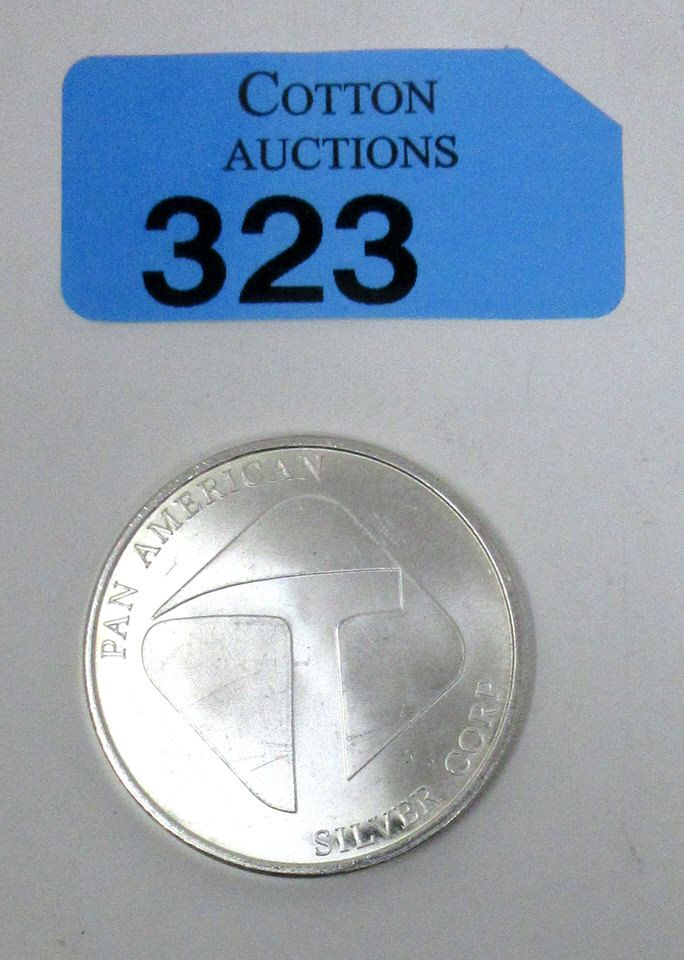 COTTON
AUCTIONS
323
PAN AMERICAN
SILVER CORP